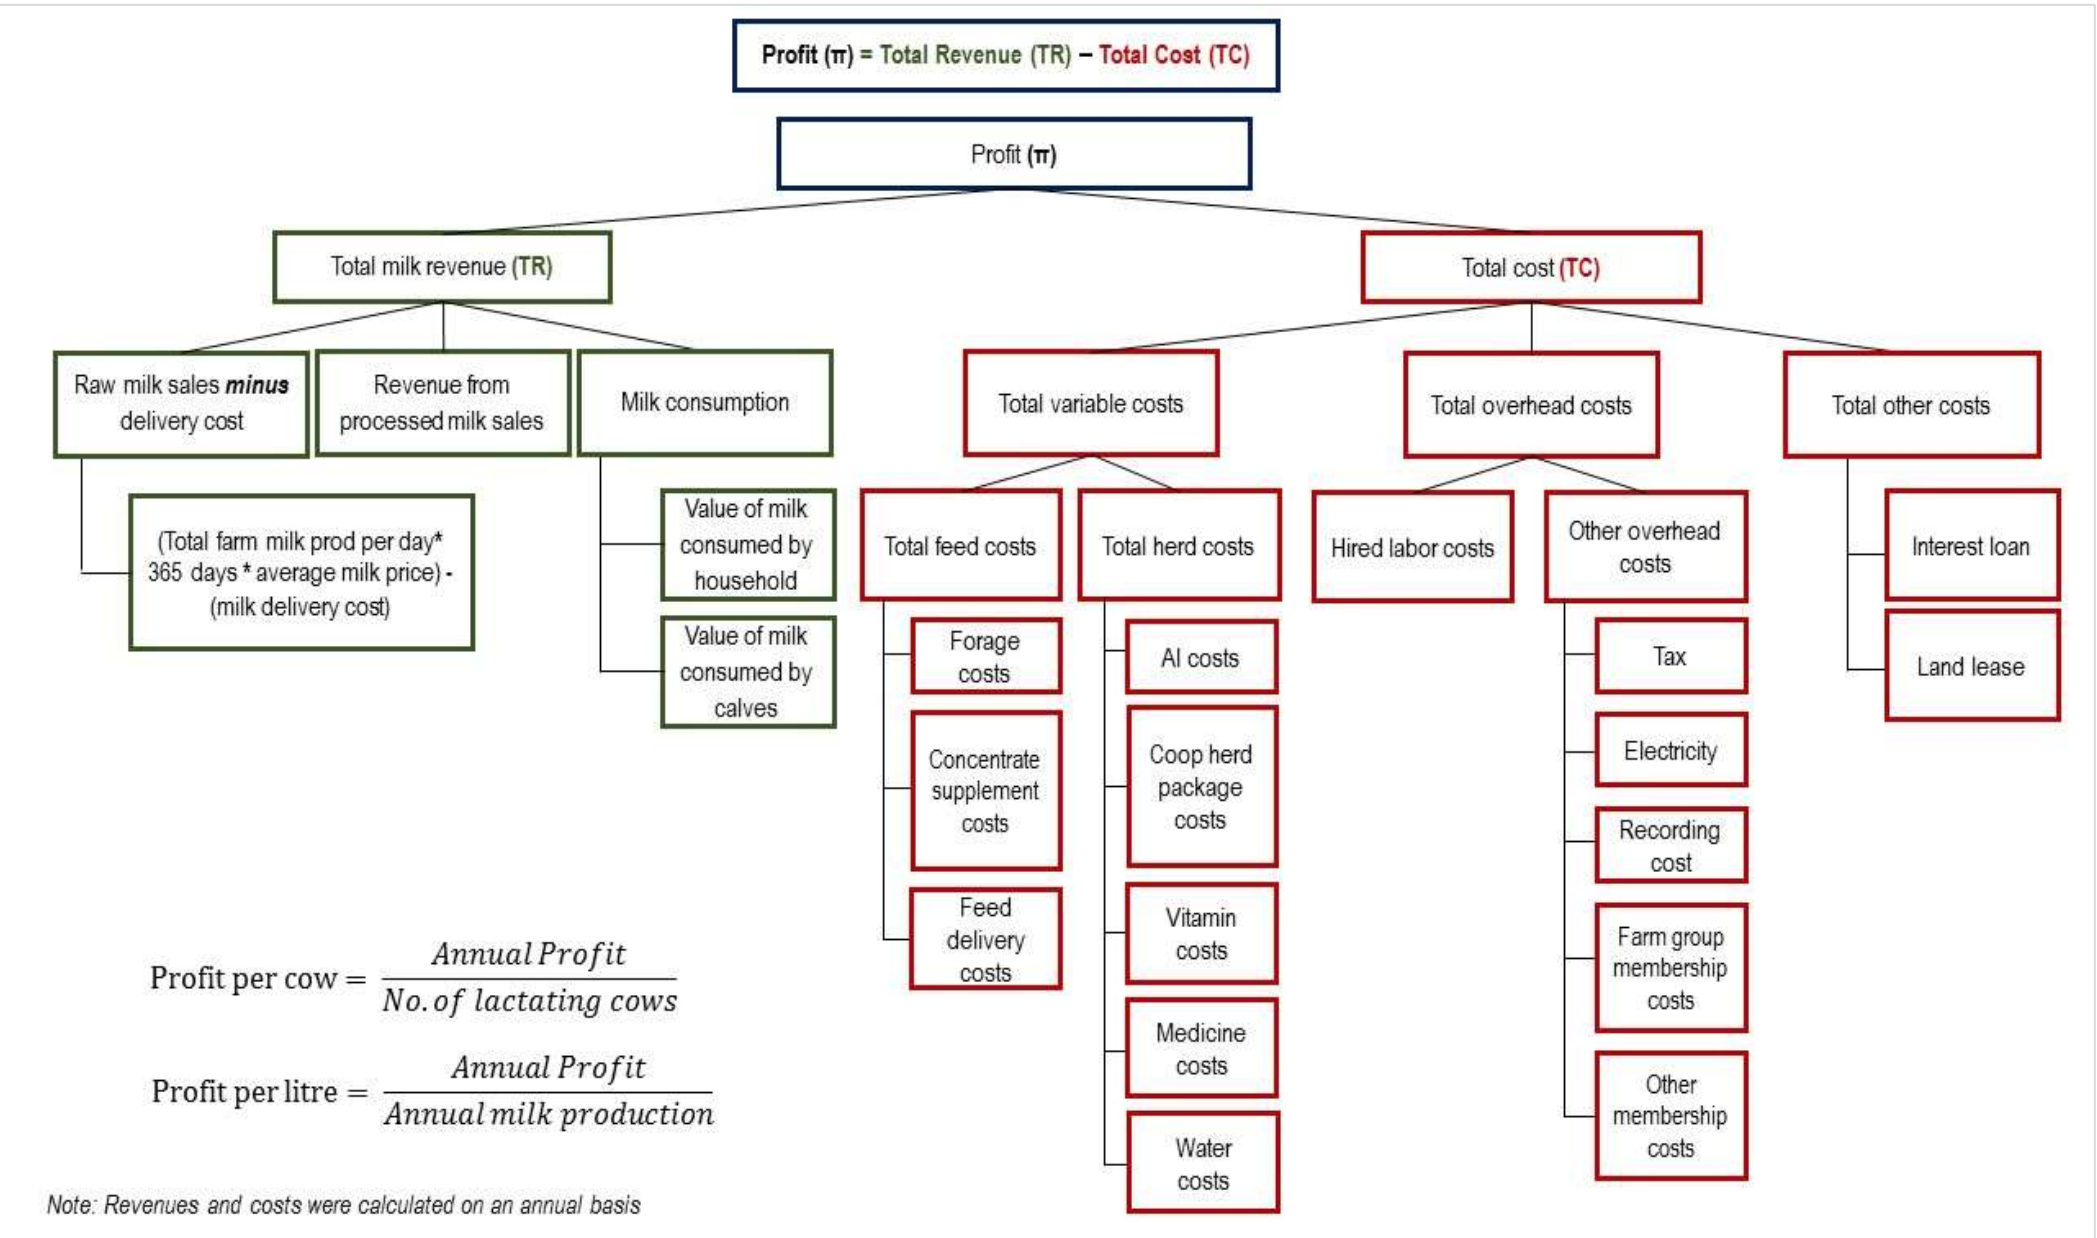 Profit (π) = Total Revenue (TR) – Total Cost (TC)
Profit (π)
Total milk revenue (TR)
Total cost (TC)
Raw milk sales minus
delivery cost
Revenue from
processed milk sales
Milk consumption
Total variable costs
Total overhead costs
Total other costs
(Total farm milk prod per day*
365 days * average milk price) -
(milk delivery cost)
Value of milk
consumed by
household
Value of milk
consumed by
calves
Total feed costs
Total herd costs
Hired labor costs
Other overhead
costs
Interest loan
Land lease
Forage
costs
Concentrate
supplement
costs
Feed
delivery
costs
AI costs
Coop herd
package
costs
Vitamin
costs
Medicine
costs
Water
costs
Tax
Electricity
Recording
cost
Farm group
membership
costs
Other
membership
costs
Profit per cow = Annual Profit
No. of lactating cows
Profit per litre = Annual Profit
Annual milk production
Note: Revenues and costs were calculated on an annual basis